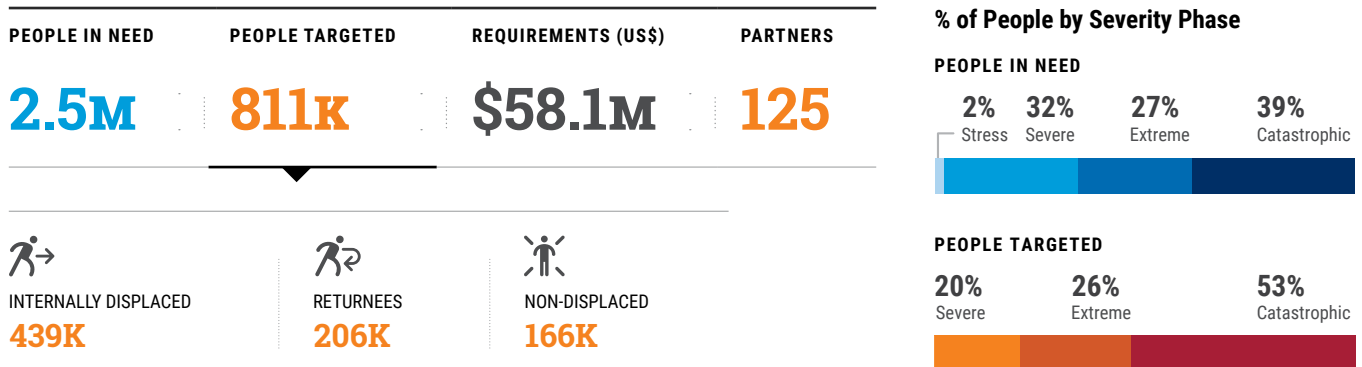 PEOPLE IN NEED
PEOPLE TARGETED
REQUIREMENTS (US$)
PARTNERS
2.5M
811K
$58.1M
125
INTERNALLY DISPLACED
RETURNEES
NON-DISPLACED
439K
206K
166K
% of People by Severity Phase
PEOPLE IN NEED
2% 32% 27% 39%
Stress Severe Extreme Catastrophic
PEOPLE TARGETED
20% 26% 53%
Severe Extreme Catastrophic